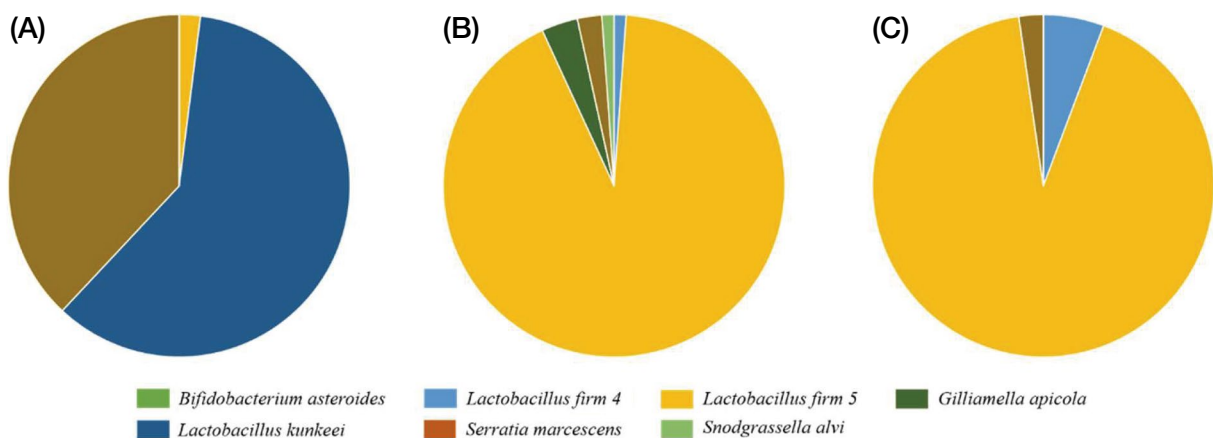 (A) (B) (C)
Bifidobacterium asteroides Lactobacillus firm 4 Lactobacillus firm 5 Gilliamella apicola
Lactobacillus kunkeei Serratia marcescens Snodgrassella alvi